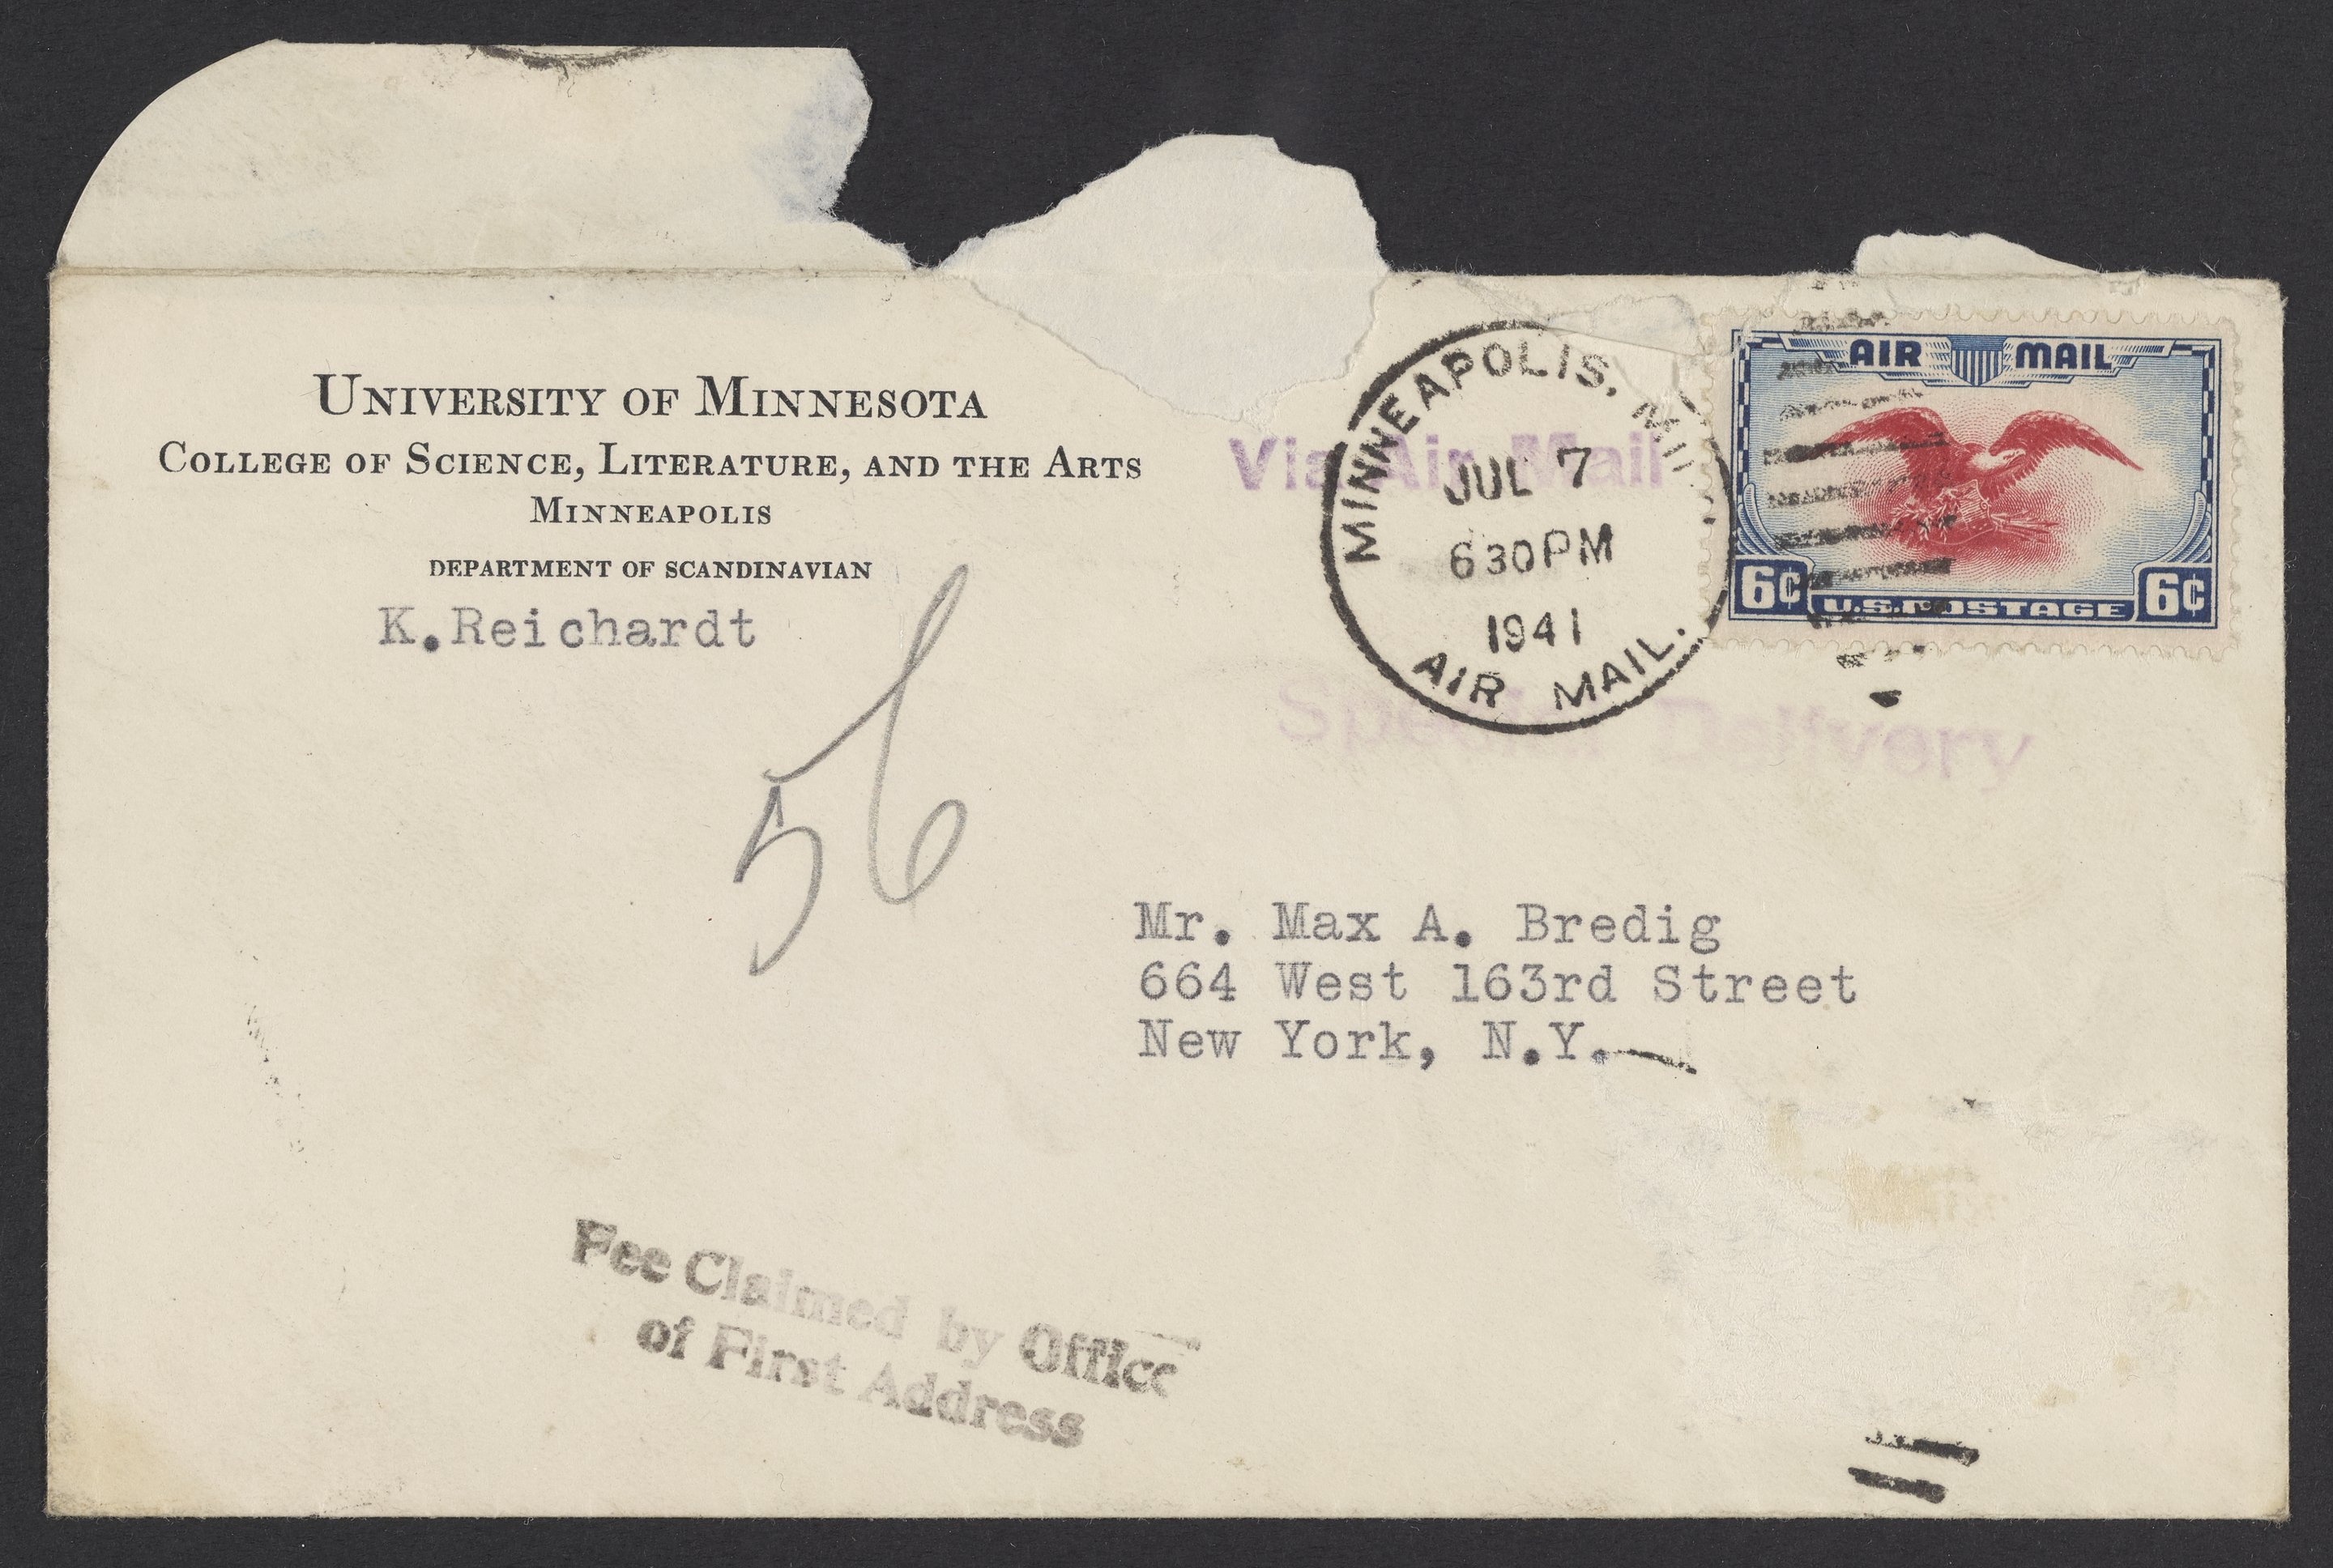 UNIVERSITY OF MINNESOTA
COLLEGE OF SCIENCE, LITERATURE, AND THE ARTS
MINNEAPOLIS
DEPARTMENT OF SCANDINAVIAN
K.Reichardt
56
Via Air Mail
MINNEAPOLIS, MIN
JUL 7
6 30 PM
1941
AIR MAIL.
AIR MAIL
6¢ U.S. POSTAGE 6¢
Special Delivery
Mr. Max A. Bredig
664 West 163rd Street
New York, N.Y.
Fee Claimed by Office
of First Address